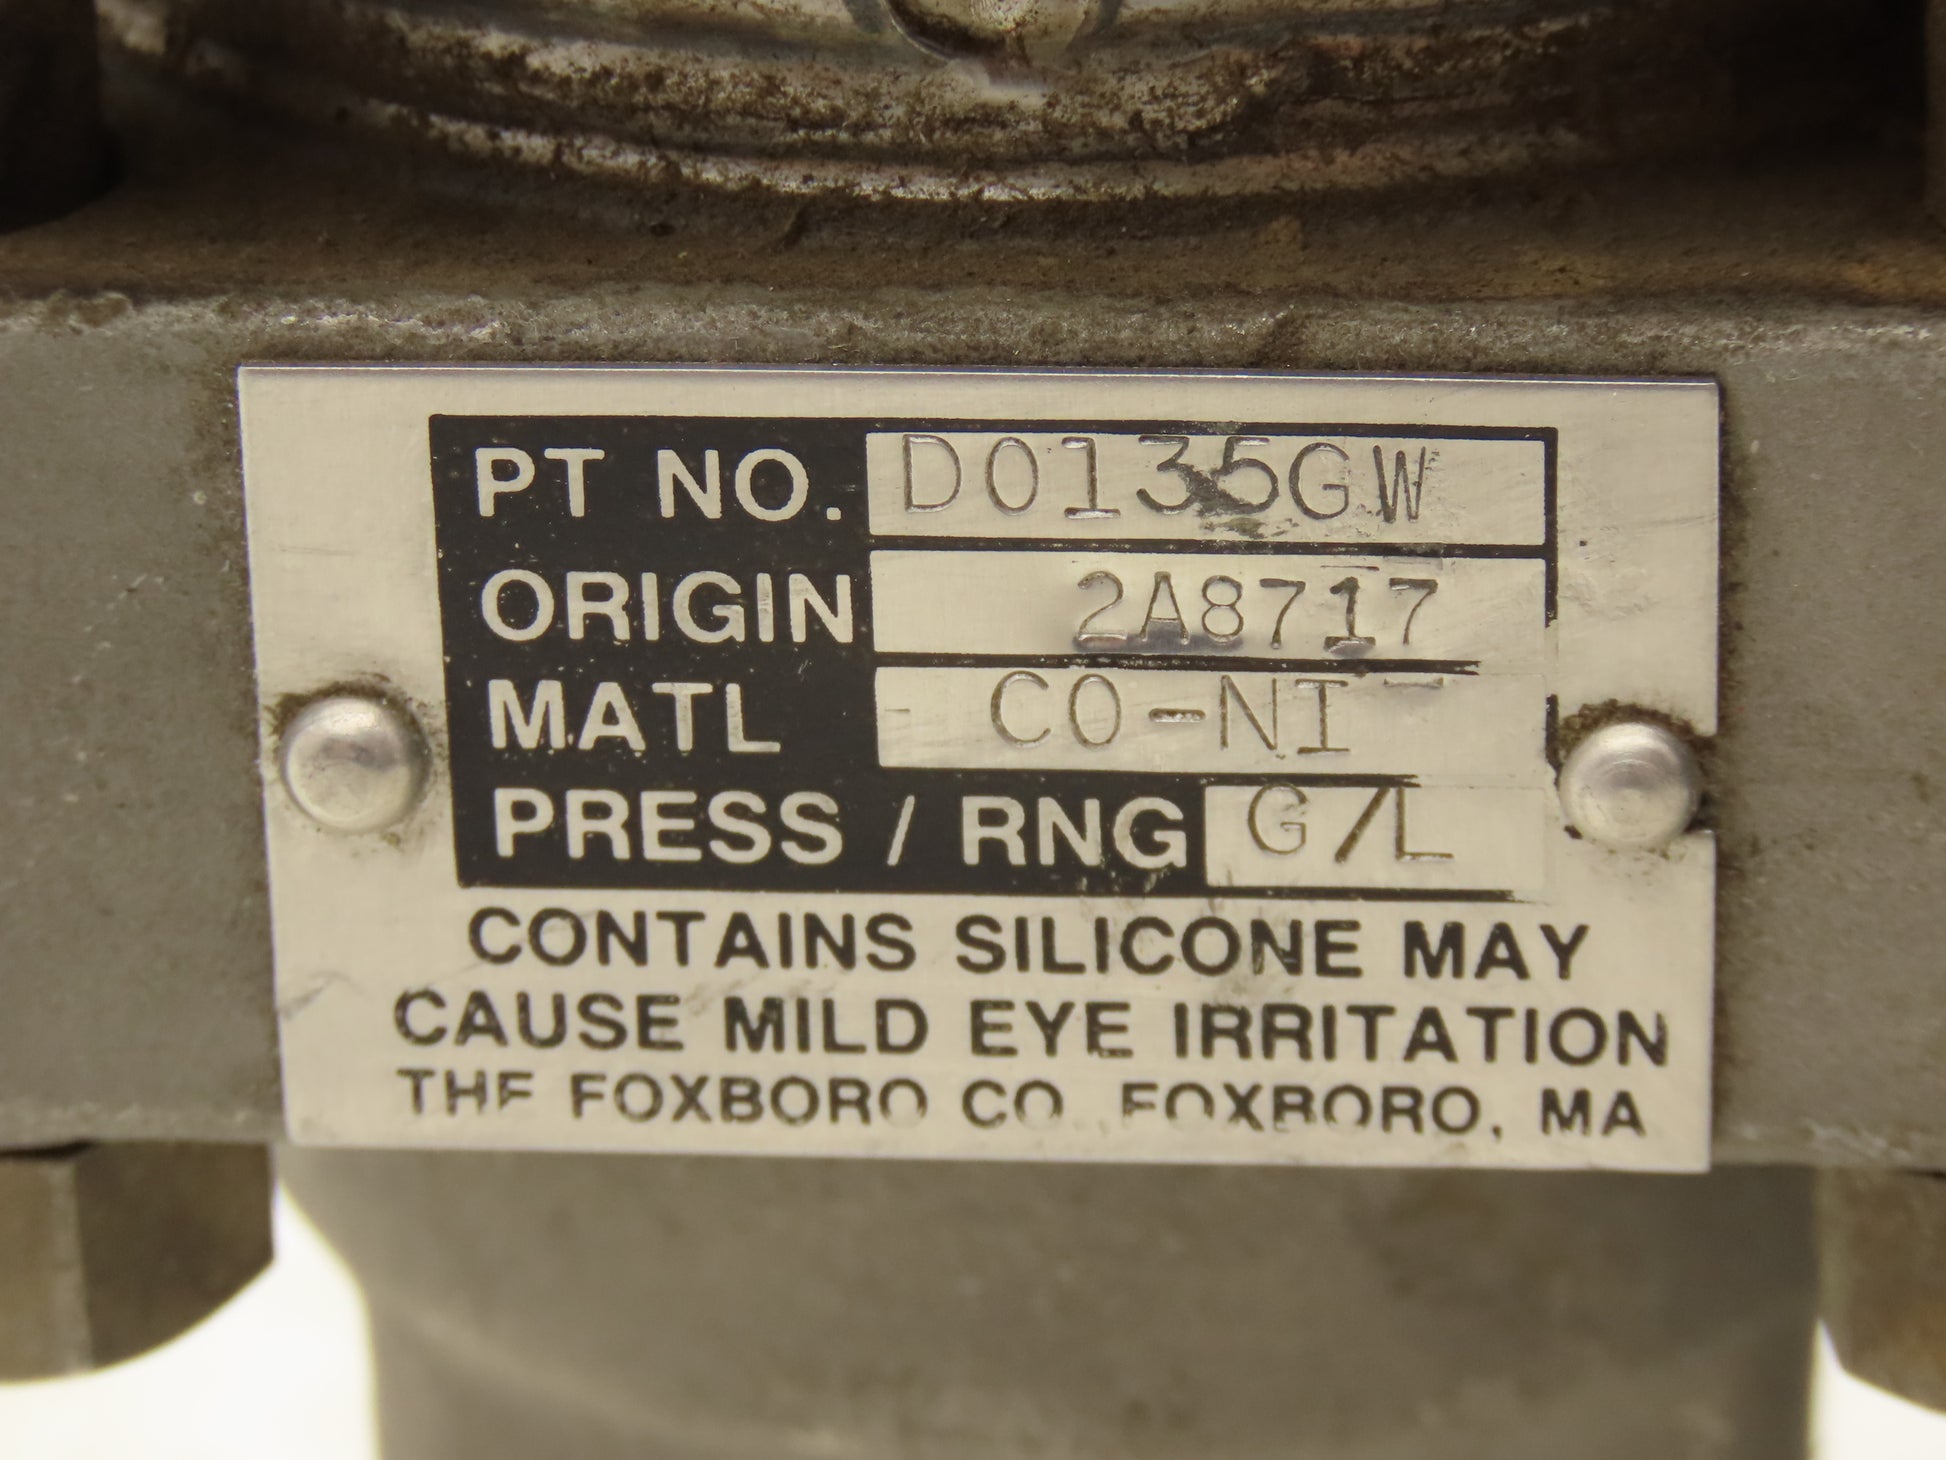 PT NO. D0135GW
ORIGIN 2A8717
MATL CO-NI
PRESS / RNG G/L
CONTAINS SILICONE MAY
CAUSE MILD EYE IRRITATION
THE FOXBORO CO. FOXBORO, MA